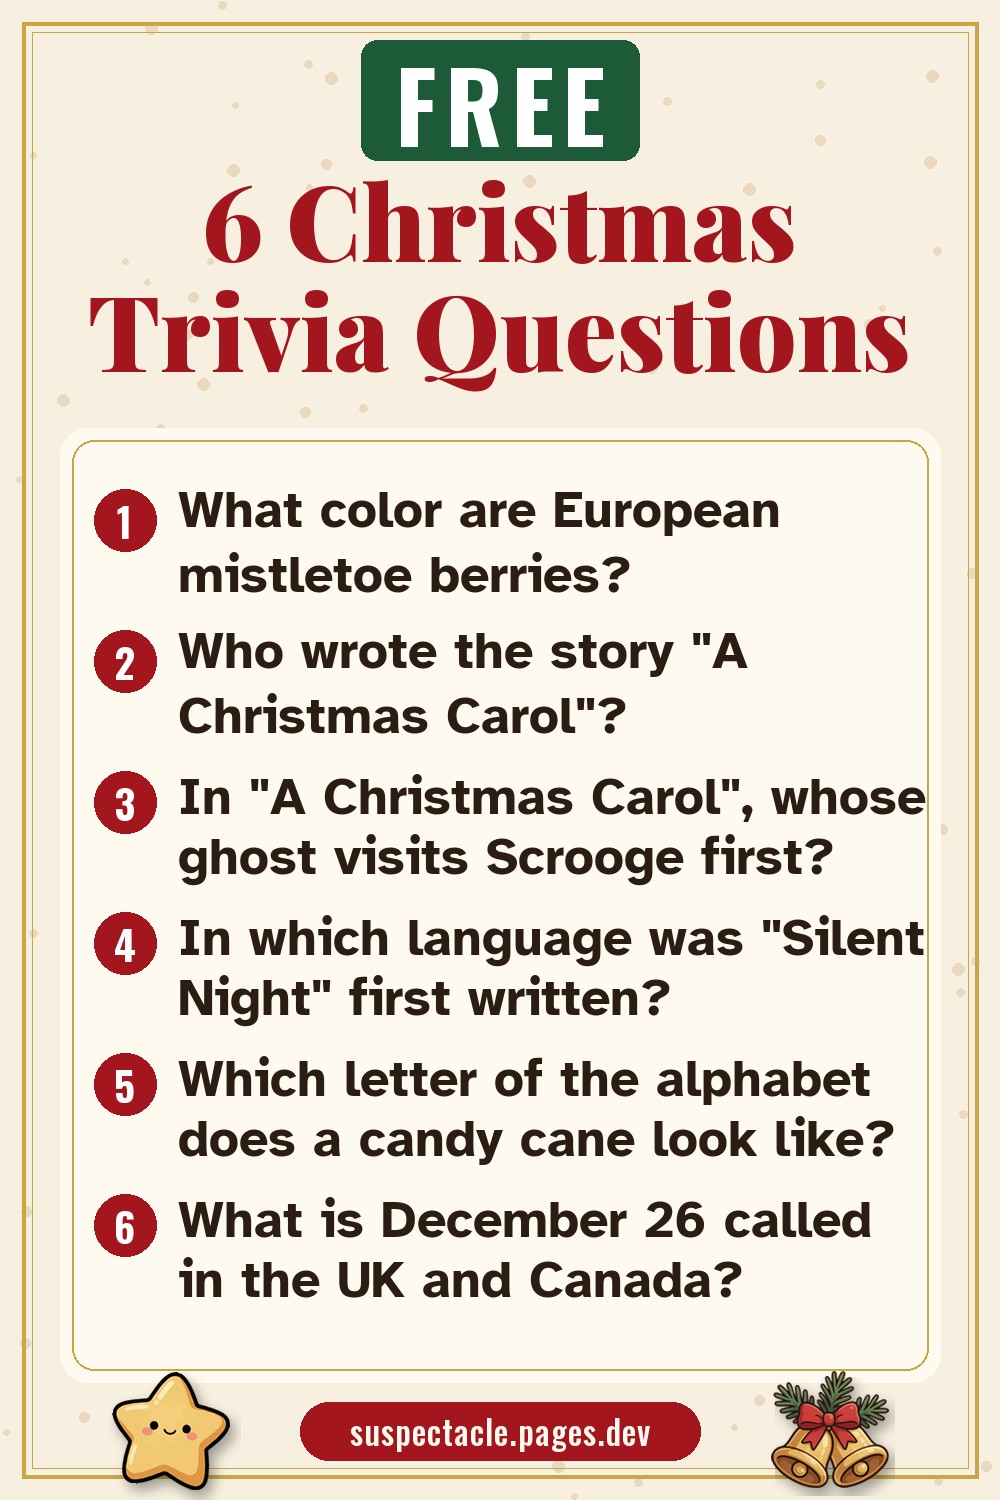 FREE
6 Christmas
Trivia Questions
1 What color are European
mistletoe berries?
2 Who wrote the story "A
Christmas Carol"?
3 In "A Christmas Carol", whose
ghost visits Scrooge first?
4 In which language was "Silent
Night" first written?
5 Which letter of the alphabet
does a candy cane look like?
6 What is December 26 called
in the UK and Canada?
suspectacle.pages.dev